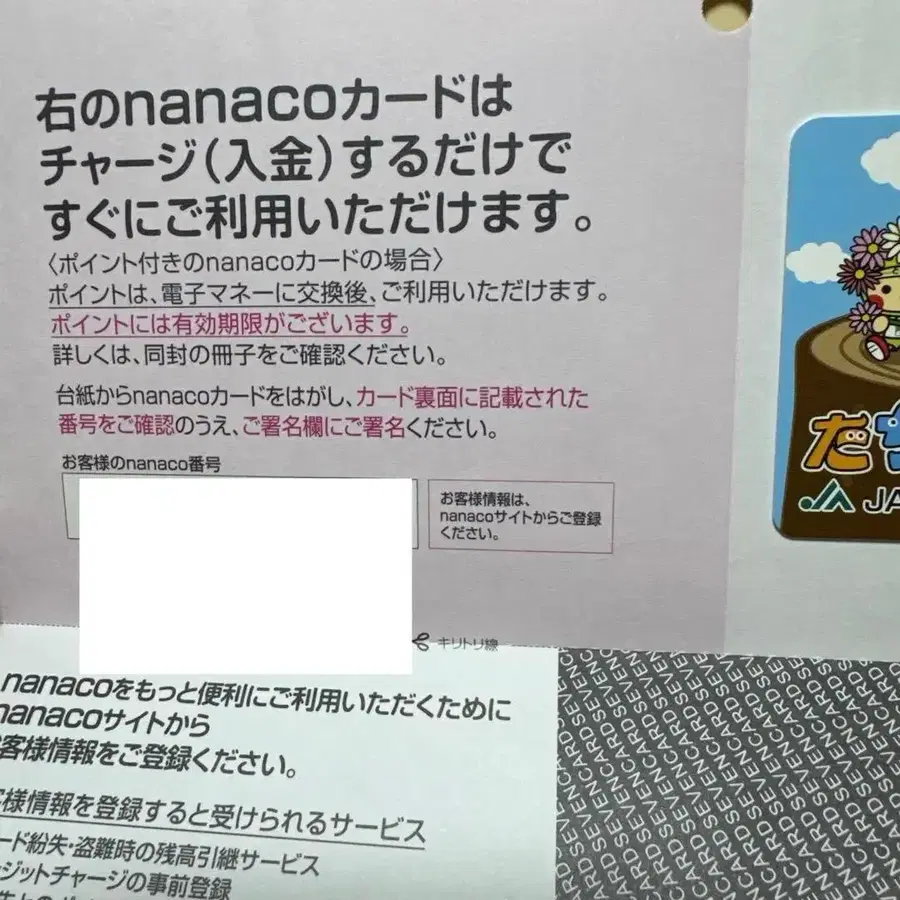 右のnanacoカードは
チャージ(入金)するだけで
すぐにご利用いただけます。
〈ポイント付きのnanacoカードの場合〉
ポイントは、電子マネーに交換後、ご利用いただけます。
ポイントには有効期限がございます。
詳しくは、同封の冊子をご確認ください。
台紙からnanacoカードをはがし、カード裏面に記載された
番号をご確認のうえ、ご署名欄にご署名ください。
お客様のnanaco番号
お客様情報は、
nanacoサイトからご登録
ください。
キリトリ線
JA
nanacoをもっと便利にご利用いただくために
nanacoサイトから
客様情報をご登録ください。
様情報を登録すると受けられるサービス
ード紛失・盗難時の残高引継サービス
ジットチャージの事前登録
SEVENCARD